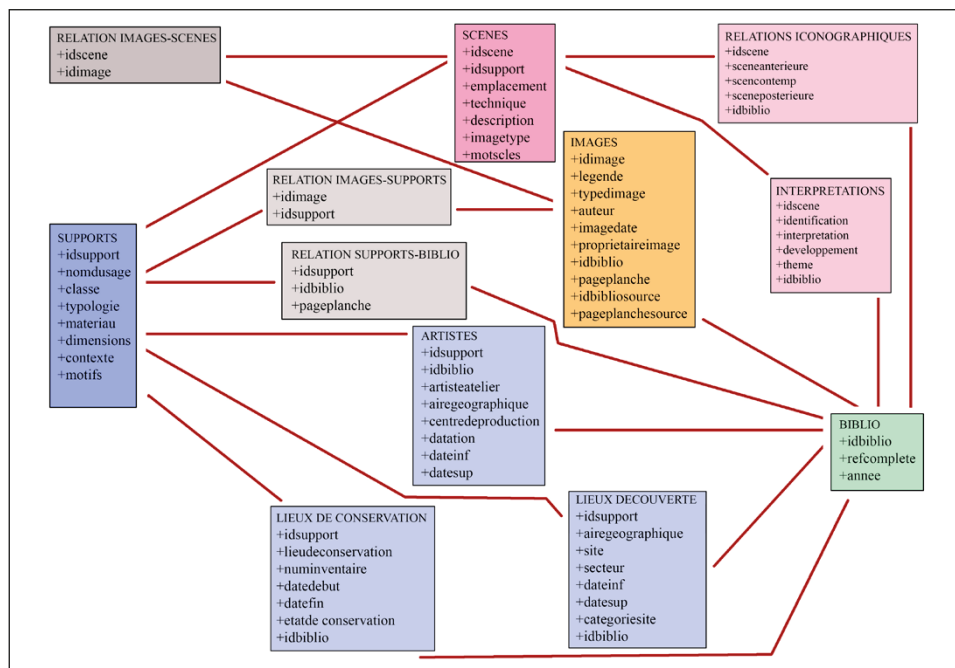 RELATION IMAGES-SCENES
+idscene
+idimage
SCENES
+idscene
+idsupport
+emplacement
+technique
+description
+imagetype
+motscles
RELATIONS ICONOGRAPHIQUES
+idscene
+sceneanterieure
+scencontemp
+sceneposterieure
+idbiblio
IMAGES
+idimage
+legende
+typedimage
+auteur
+imagedate
+proprietaireimage
+idbiblio
+pageplanche
+idbibliosource
+pageplanchesource
RELATION IMAGES-SUPPORTS
+idimage
+idsupport
INTERPRETATIONS
+idscene
+identification
+interpretation
+developpement
+theme
+idbiblio
SUPPORTS
+idsupport
+nomdusage
+classe
+typologie
+materiau
+dimensions
+contexte
+motifs
RELATION SUPPORTS-BIBLIO
+idsupport
+idbiblio
+pageplanche
ARTISTES
+idsupport
+idbiblio
+artisteatelier
+airegeographique
+centredeproduction
+datation
+dateinf
+datesup
BIBLIO
+idbiblio
+refcomplete
+annee
LIEUX DE CONSERVATION
+idsupport
+lieudeconservation
+numinventaire
+datedebut
+datefin
+etatde conservation
+idbiblio
LIEUX DECOUVERTE
+idsupport
+airegeographique
+site
+secteur
+dateinf
+datesup
+categoriesite
+idbiblio